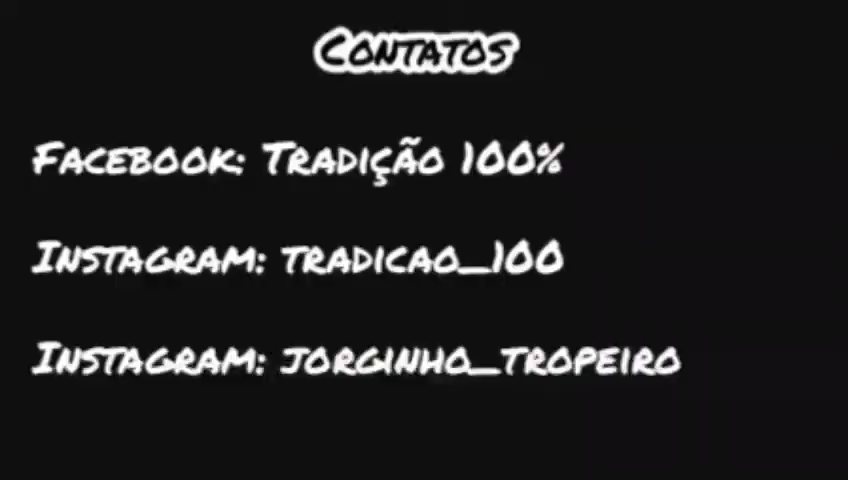 Contatos
Facebook: Tradição 100%
Instagram: tradicao_100
Instagram: jorginho_tropeiro